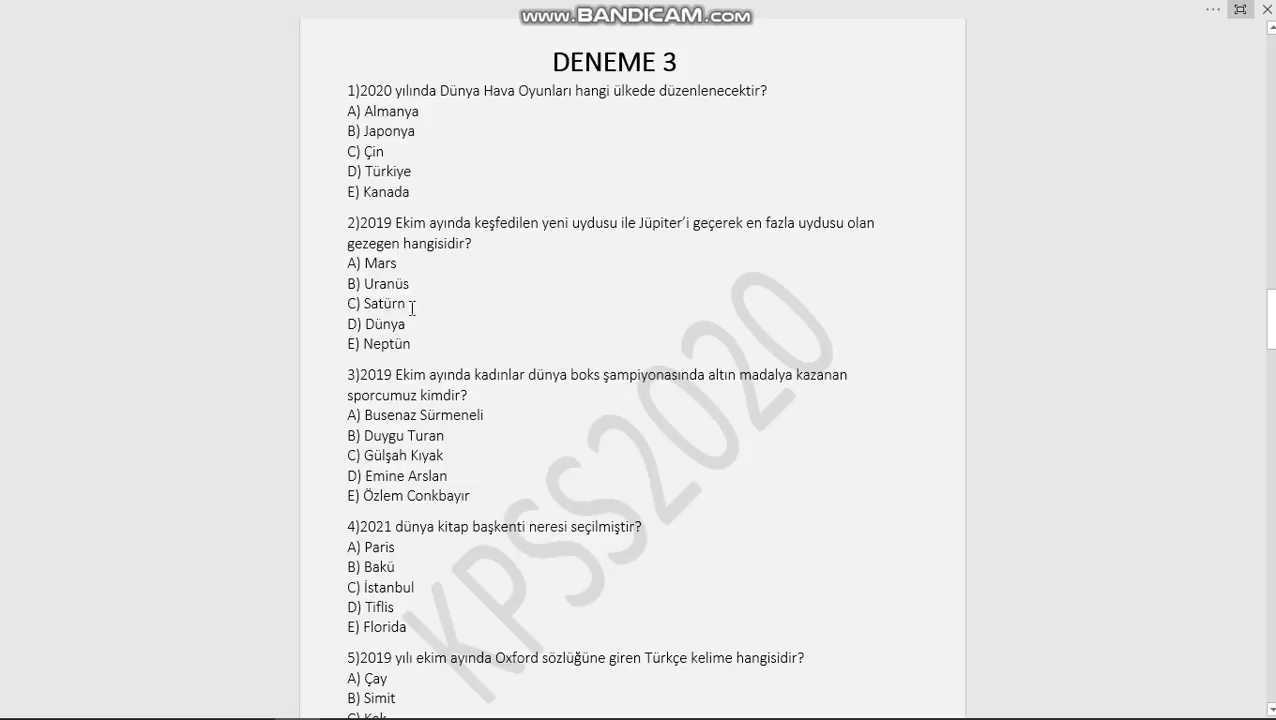 www.BANDICAM.com
DENEME 3
1)2020 yılında Dünya Hava Oyunları hangi ülkede düzenlenecektir?
A) Almanya
B) Japonya
C) Çin
D) Türkiye
E) Kanada
2)2019 Ekim ayında keşfedilen yeni uydusu ile Jüpiter’i geçerek en fazla uydusu olan
gezegen hangisidir?
A) Mars
B) Uranüs
C) Satürn
D) Dünya
E) Neptün
3)2019 Ekim ayında kadınlar dünya boks şampiyonasında altın madalya kazanan
sporcumuz kimdir?
A) Busenaz Sürmeneli
B) Duygu Turan
C) Gülşah Kıyak
D) Emine Arslan
E) Özlem Conkbayır
4)2021 dünya kitap başkenti neresi seçilmiştir?
A) Paris
B) Bakü
C) İstanbul
D) Tiflis
E) Florida
5)2019 yılı ekim ayında Oxford sözlüğüne giren Türkçe kelime hangisidir?
A) Çay
B) Simit
C) Kek
KPSS2020